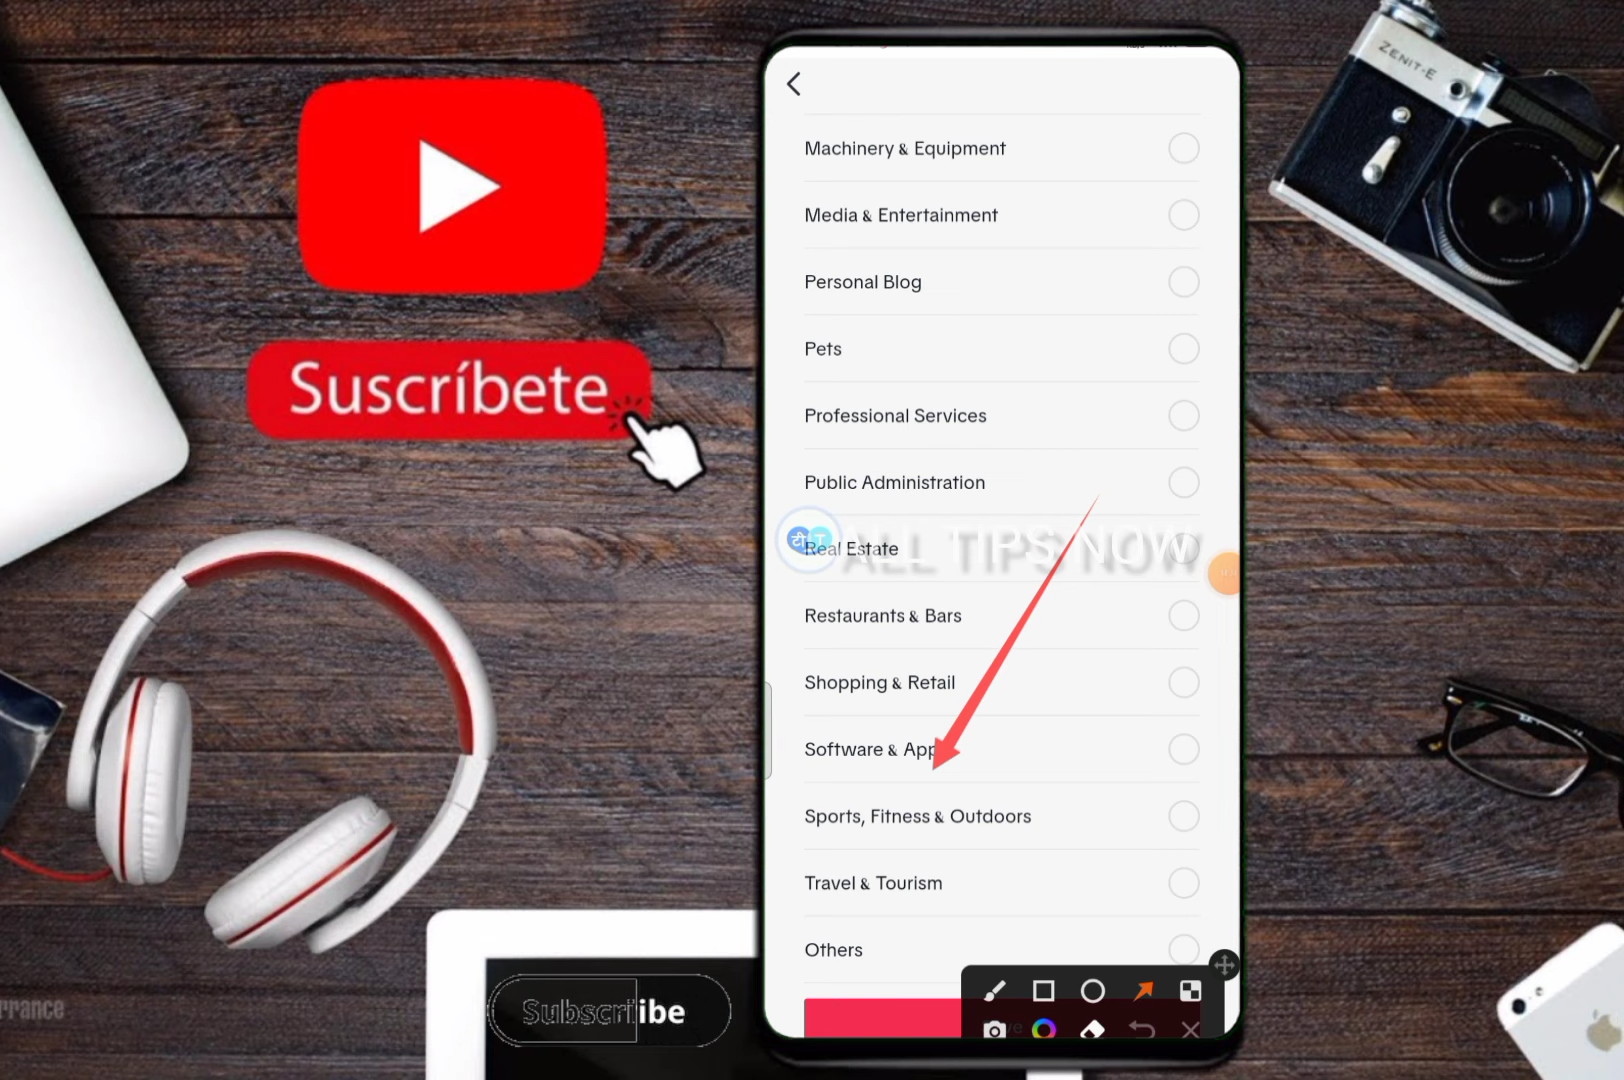 ZENIT-E
Suscríbete
Machinery & Equipment
Media & Entertainment
Personal Blog
Pets
Professional Services
Public Administration
टी T
ALL TIPS NOW
Real Estate
Restaurants & Bars
Shopping & Retail
Software & App
Sports, Fitness & Outdoors
Travel & Tourism
Others
Subscribe
rrance